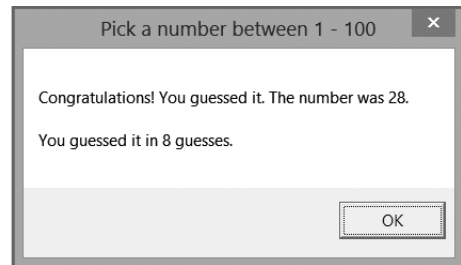 Pick a number between 1 - 100
Congratulations! You guessed it. The number was 28.
You guessed it in 8 guesses.
OK